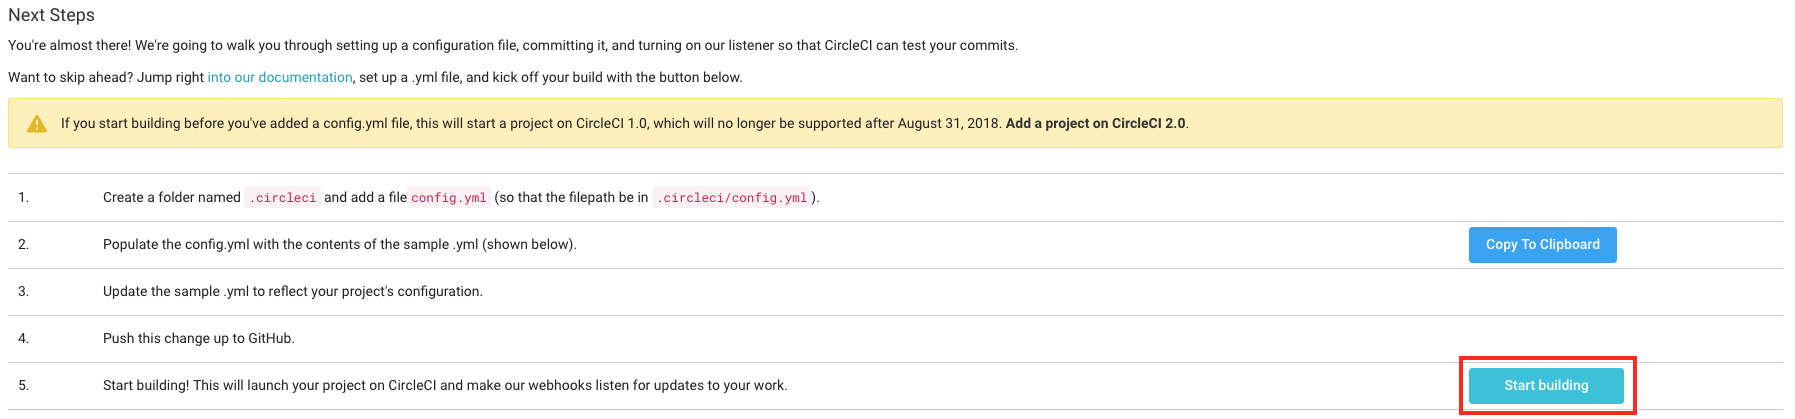 Next Steps
You're almost there! We're going to walk you through setting up a configuration file, committing it, and turning on our listener so that CircleCI can test your commits.
Want to skip ahead? Jump right into our documentation, set up a .yml file, and kick off your build with the button below.
If you start building before you've added a config.yml file, this will start a project on CircleCI 1.0, which will no longer be supported after August 31, 2018. Add a project on CircleCI 2.0.
1. Create a folder named .circleci and add a file config.yml (so that the filepath be in .circleci/config.yml ).
2. Populate the config.yml with the contents of the sample .yml (shown below). Copy To Clipboard
3. Update the sample .yml to reflect your project's configuration.
4. Push this change up to GitHub.
5. Start building! This will launch your project on CircleCI and make our webhooks listen for updates to your work. Start building